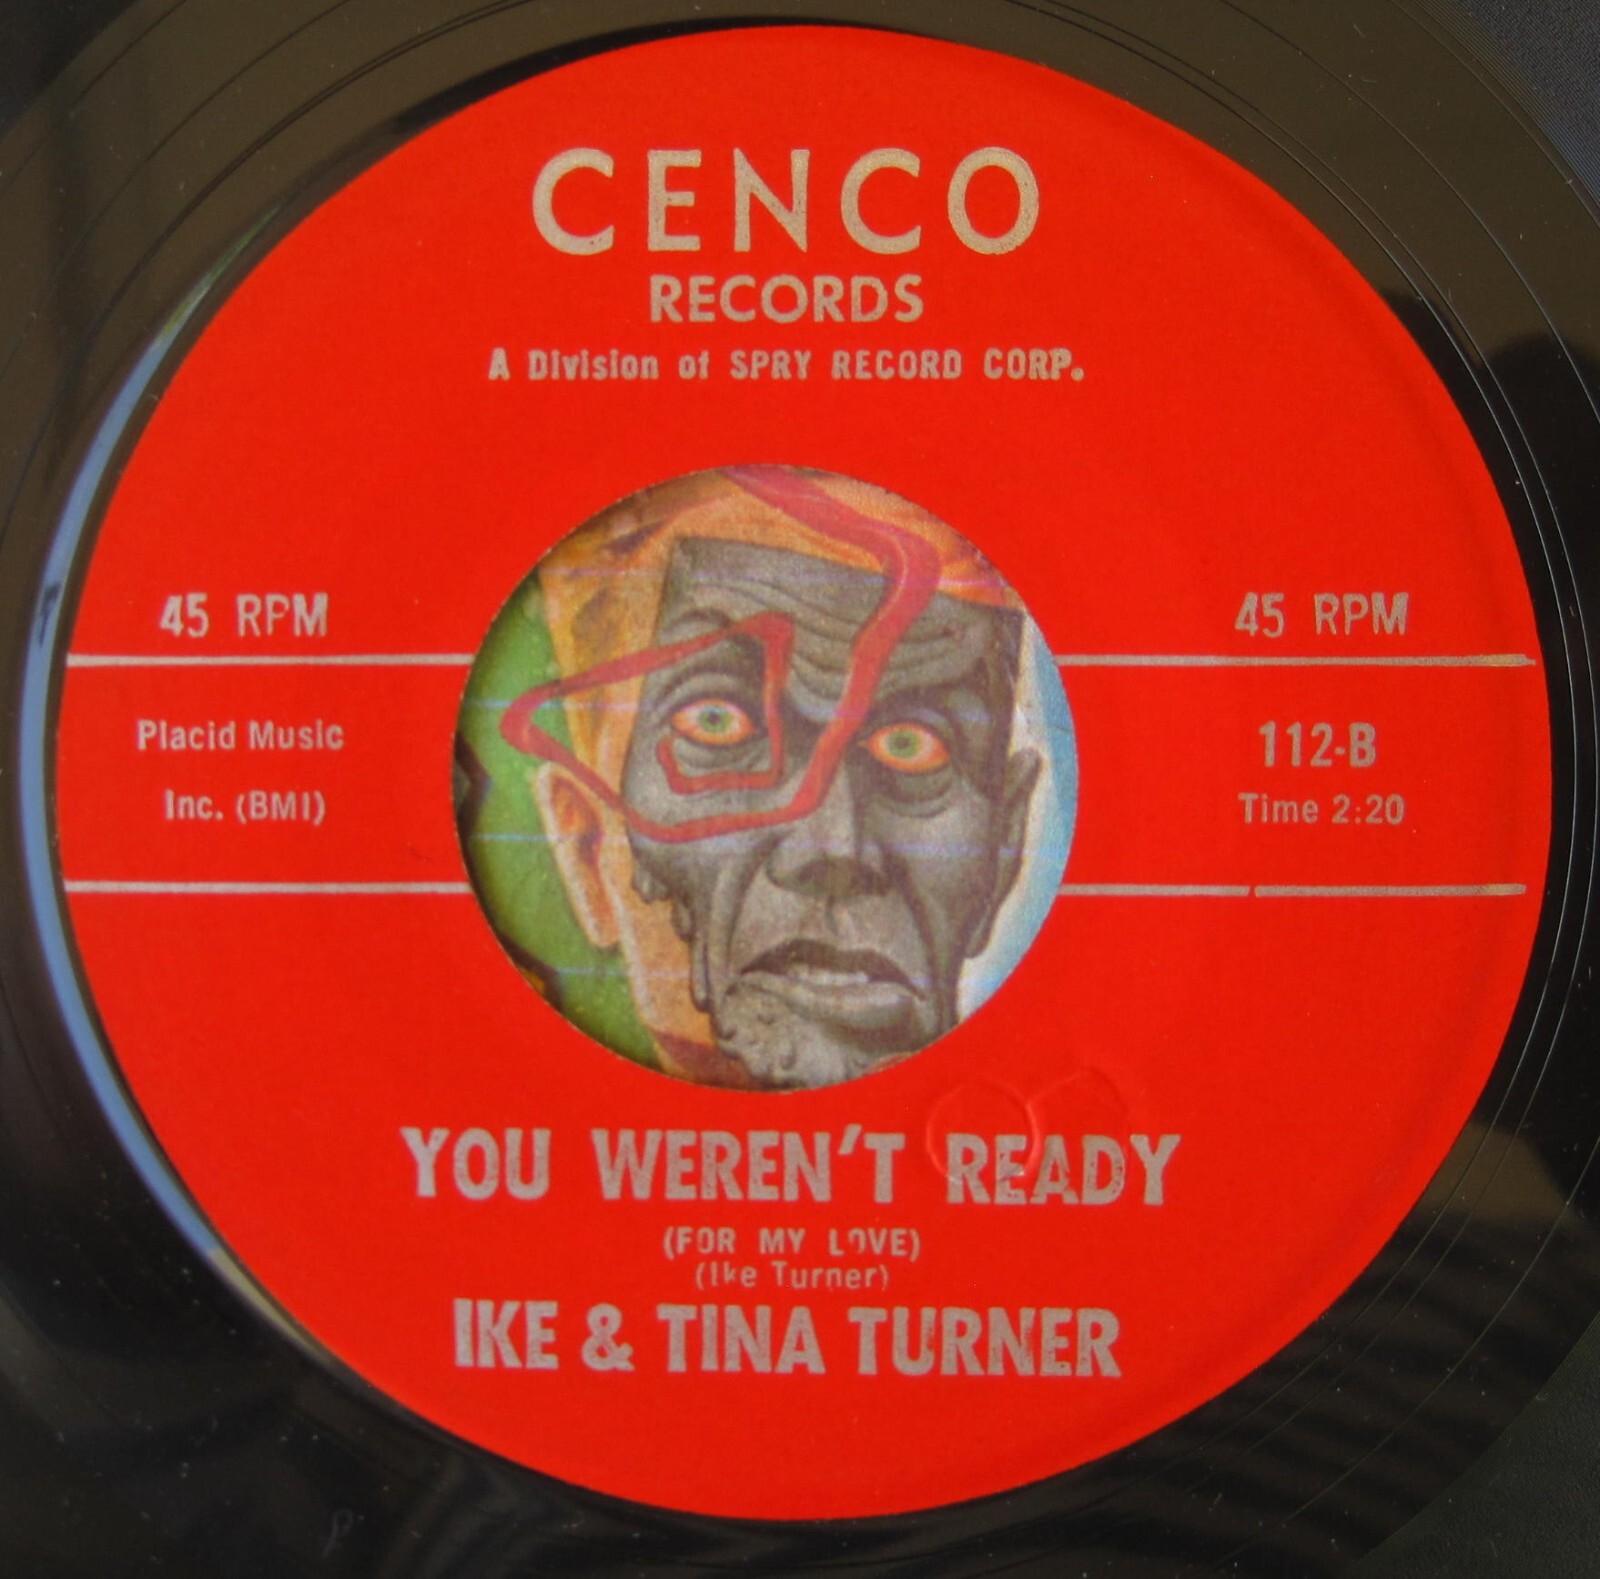 CENCO
RECORDS
A Division of SPRY RECORD CORP.
45 RPM
45 RPM
Placid Music
Inc. (BMI)
112-B
Time 2:20
YOU WEREN'T READY
(FOR MY LOVE)
(Ike Turner)
IKE & TINA TURNER